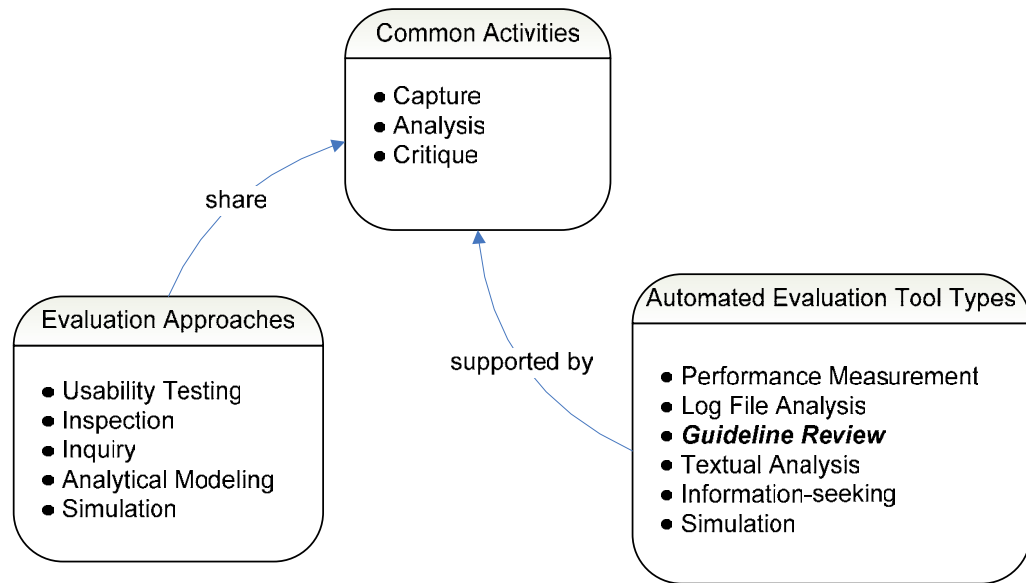 Common Activities
● Capture
● Analysis
● Critique
share
Evaluation Approaches
● Usability Testing
● Inspection
● Inquiry
● Analytical Modeling
● Simulation
supported by
Automated Evaluation Tool Types
● Performance Measurement
● Log File Analysis
● Guideline Review
● Textual Analysis
● Information-seeking
● Simulation